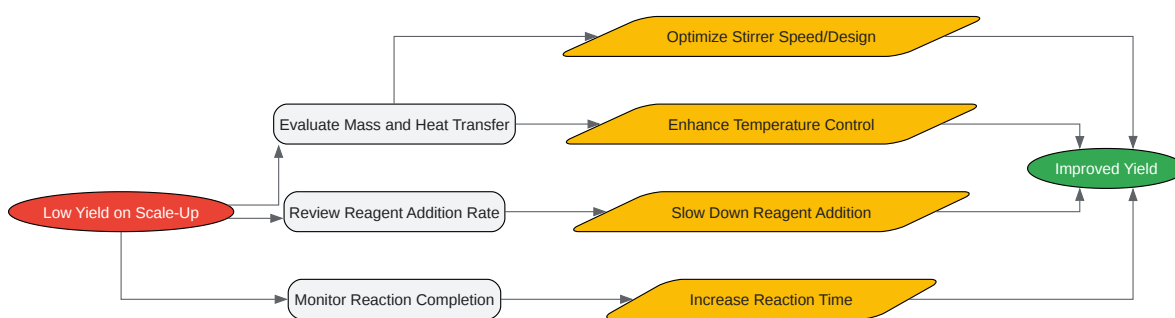 Optimize Stirrer Speed/Design
Evaluate Mass and Heat Transfer
Enhance Temperature Control
Improved Yield
Low Yield on Scale-Up
Review Reagent Addition Rate
Slow Down Reagent Addition
Monitor Reaction Completion
Increase Reaction Time